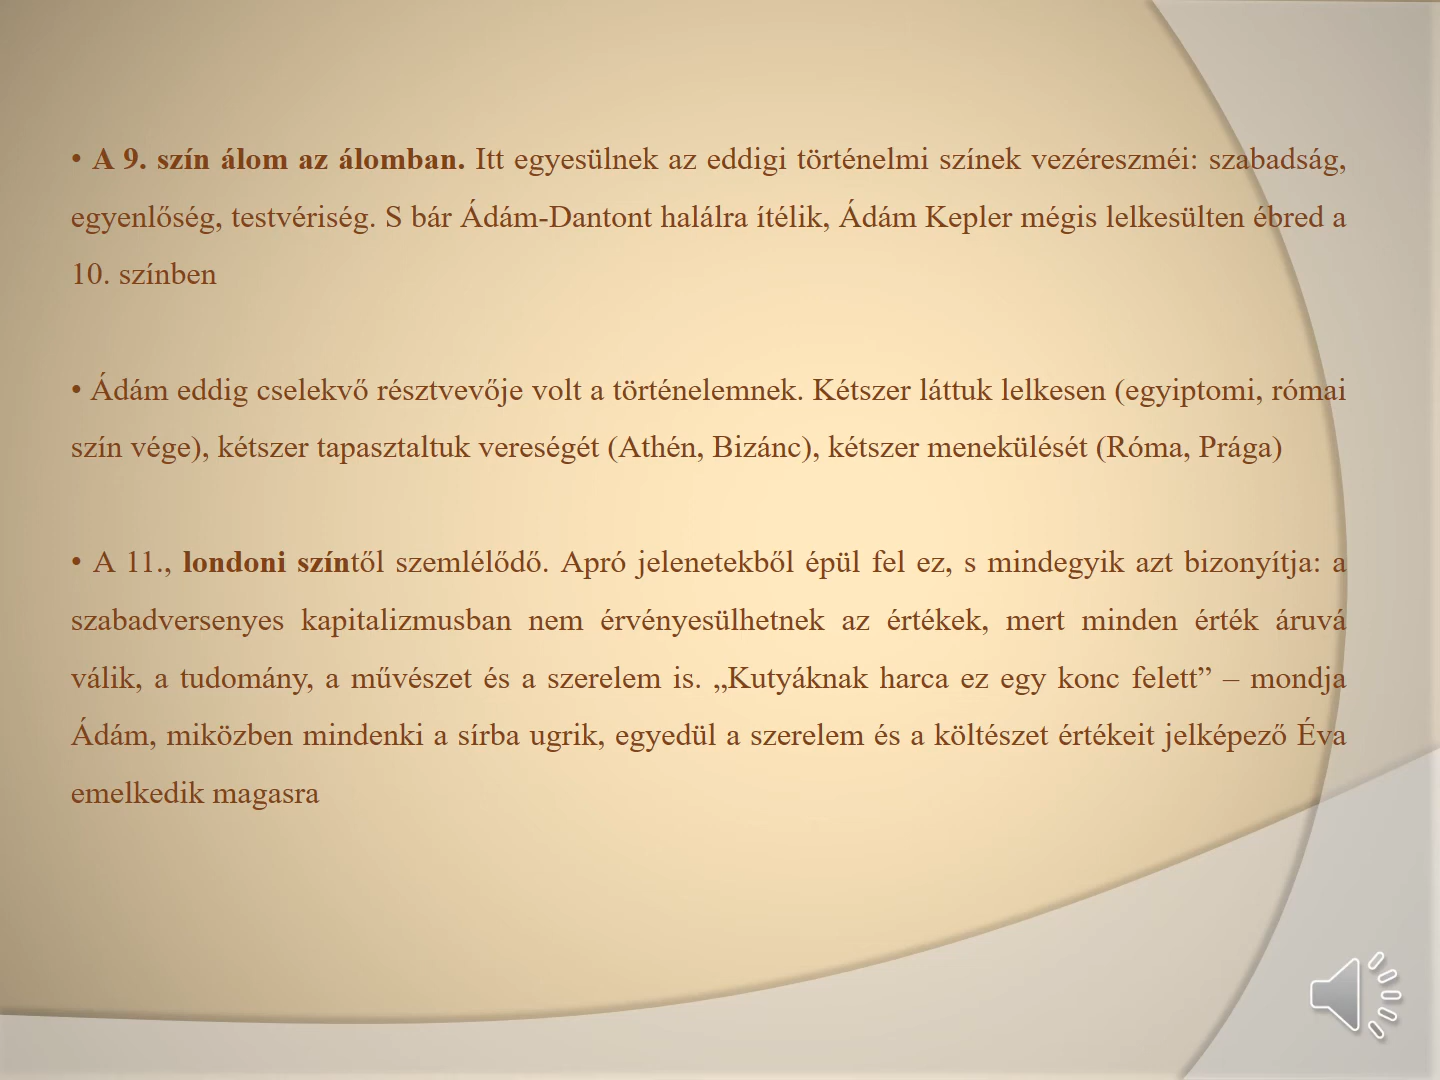 • A 9. szín álom az álomban. Itt egyesülnek az eddigi történelmi színek vezéreszméi: szabadság,
egyenlőség, testvériség. S bár Ádám-Dantont halálra ítélik, Ádám Kepler mégis lelkesülten ébred a
10. színben
• Ádám eddig cselekvő résztvevője volt a történelemnek. Kétszer láttuk lelkesen (egyiptomi, római
szín vége), kétszer tapasztaltuk vereségét (Athén, Bizánc), kétszer menekülését (Róma, Prága)
• A 11., londoni színtől szemlélődő. Apró jelenetekből épül fel ez, s mindegyik azt bizonyítja: a
szabadversenyes kapitalizmusban nem érvényesülhetnek az értékek, mert minden érték áruvá
válik, a tudomány, a művészet és a szerelem is. „Kutyáknak harca ez egy konc felett” – mondja
Ádám, miközben mindenki a sírba ugrik, egyedül a szerelem és a költészet értékeit jelképező Éva
emelkedik magasra